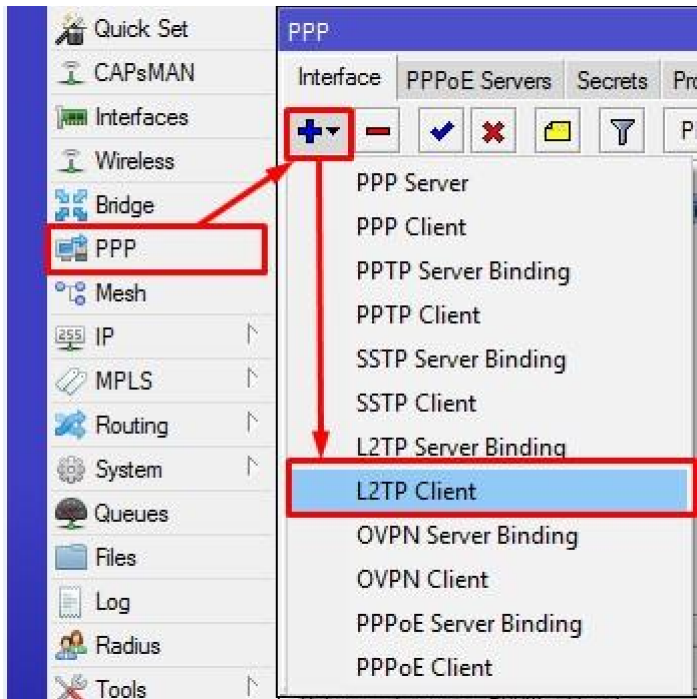 Quick Set
CAPsMAN
Interfaces
Wireless
Bridge
PPP
Mesh
255 IP
MPLS
Routing
System
Queues
Files
Log
Radius
Tools
PPP
Interface PPPoE Servers Secrets Pro
P
PPP Server
PPP Client
PPTP Server Binding
PPTP Client
SSTP Server Binding
SSTP Client
L2TP Server Binding
L2TP Client
OVPN Server Binding
OVPN Client
PPPoE Server Binding
PPPoE Client